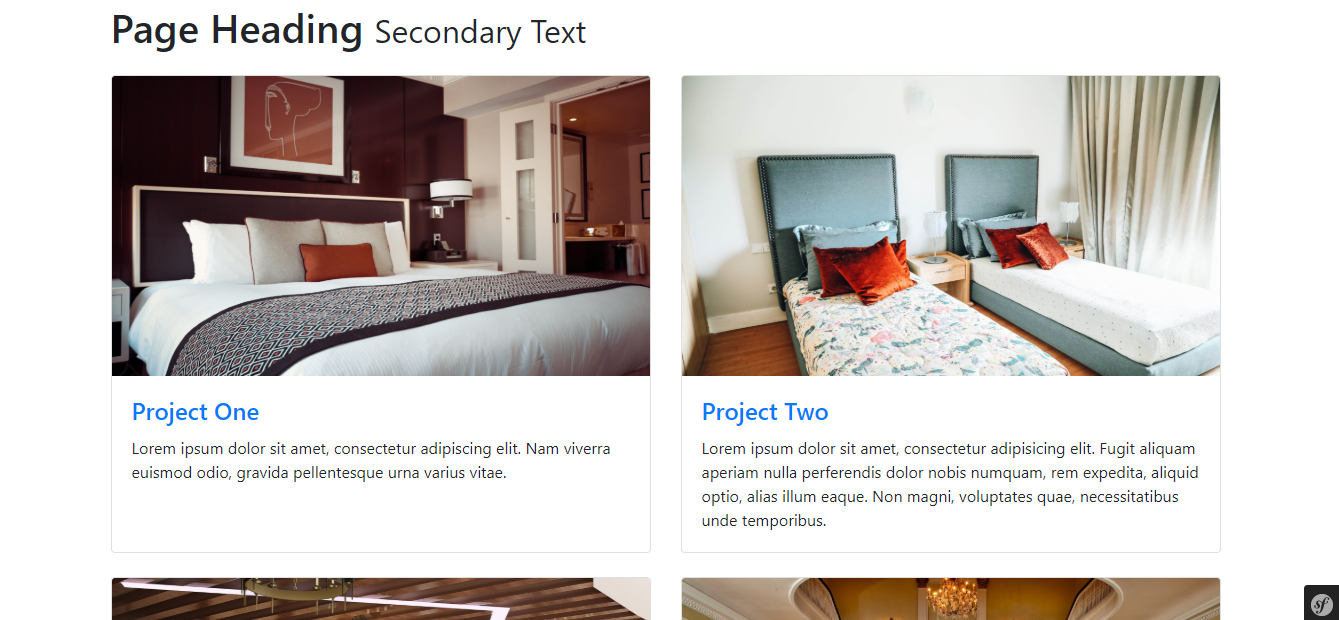 Page Heading Secondary Text
Project One
Lorem ipsum dolor sit amet, consectetur adipiscing elit. Nam viverra
euismod odio, gravida pellentesque urna varius vitae.
Project Two
Lorem ipsum dolor sit amet, consectetur adipisicing elit. Fugit aliquam
aperiam nulla perferendis dolor nobis numquam, rem expedita, aliquid
optio, alias illum eaque. Non magni, voluptates quae, necessitatibus
unde temporibus.
sf